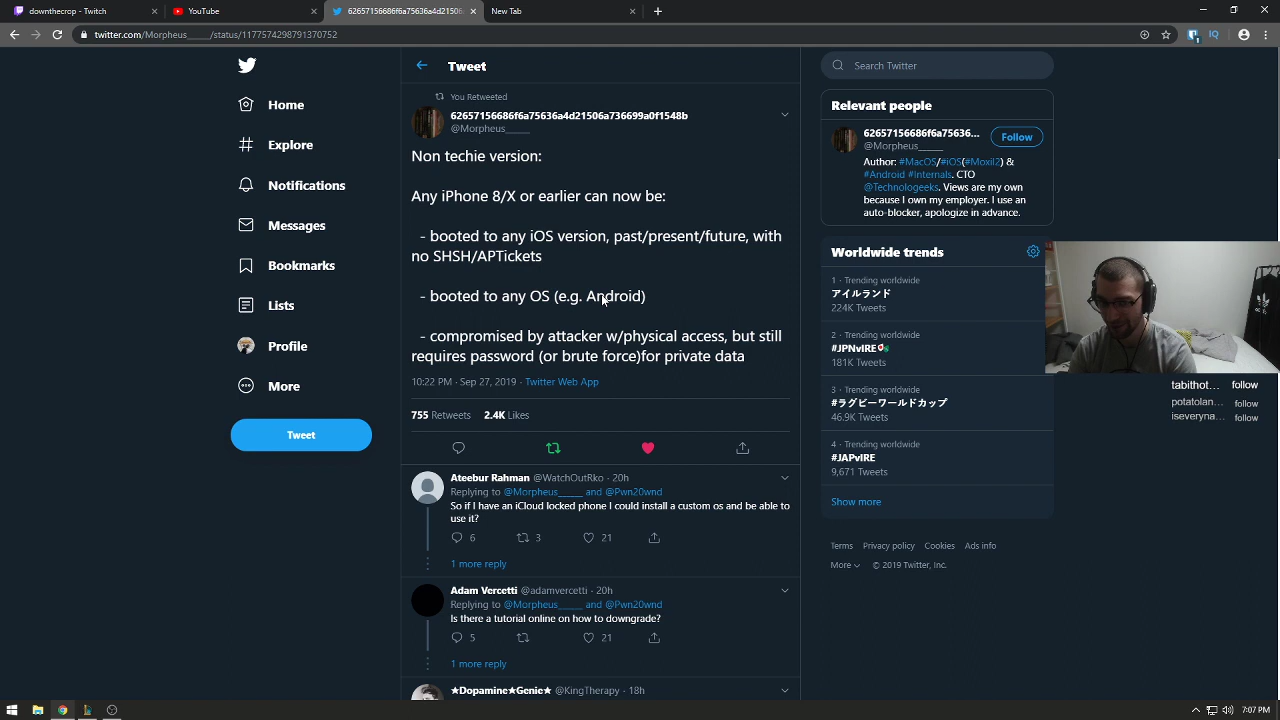 downthecrop - Twitch
YouTube
62657156686f6a75636a4d21506a7
New Tab
twitter.com/Morpheus______/status/1177574298791370752
Tweet
Search Twitter
Home
Explore
Notifications
Messages
Bookmarks
Lists
Profile
More
Tweet
You Retweeted
62657156686f6a75636a4d21506a736699a0f1548b
@Morpheus______
Non techie version:
Any iPhone 8/X or earlier can now be:
- booted to any iOS version, past/present/future, with
no SHSH/APTickets
- booted to any OS (e.g. Android)
- compromised by attacker w/physical access, but still
requires password (or brute force)for private data
10:22 PM · Sep 27, 2019 · Twitter Web App
755 Retweets 2.4K Likes
Ateebur Rahman @WatchOutRko · 20h
Replying to @Morpheus______ and @Pwn20wnd
So if I have an iCloud locked phone I could install a custom os and be able to
use it?
6 3 21
1 more reply
Adam Vercetti @adamvercetti · 20h
Replying to @Morpheus______ and @Pwn20wnd
Is there a tutorial online on how to downgrade?
5 21
1 more reply
★Dopamine★Genie★ @KingTherapy · 18h
Relevant people
62657156686f6a75636...
@Morpheus______
Follow
Author: #MacOS/#iOS(#Moxil2) &
#Android #Internals. CTO
@Technologeeks. Views are my own
because I own my employer. I use an
auto-blocker, apologize in advance.
Worldwide trends
1 · Trending worldwide
アイルランド
224K Tweets
2 · Trending worldwide
#JPNvIRE
181K Tweets
3 · Trending worldwide
#ラグビーワールドカップ
46.9K Tweets
4 · Trending worldwide
#JAPvIRE
9,671 Tweets
Show more
Terms Privacy policy Cookies Ads info
More © 2019 Twitter, Inc.
tabithot... follow
potatolan... follow
iseveryna... follow
7:07 PM